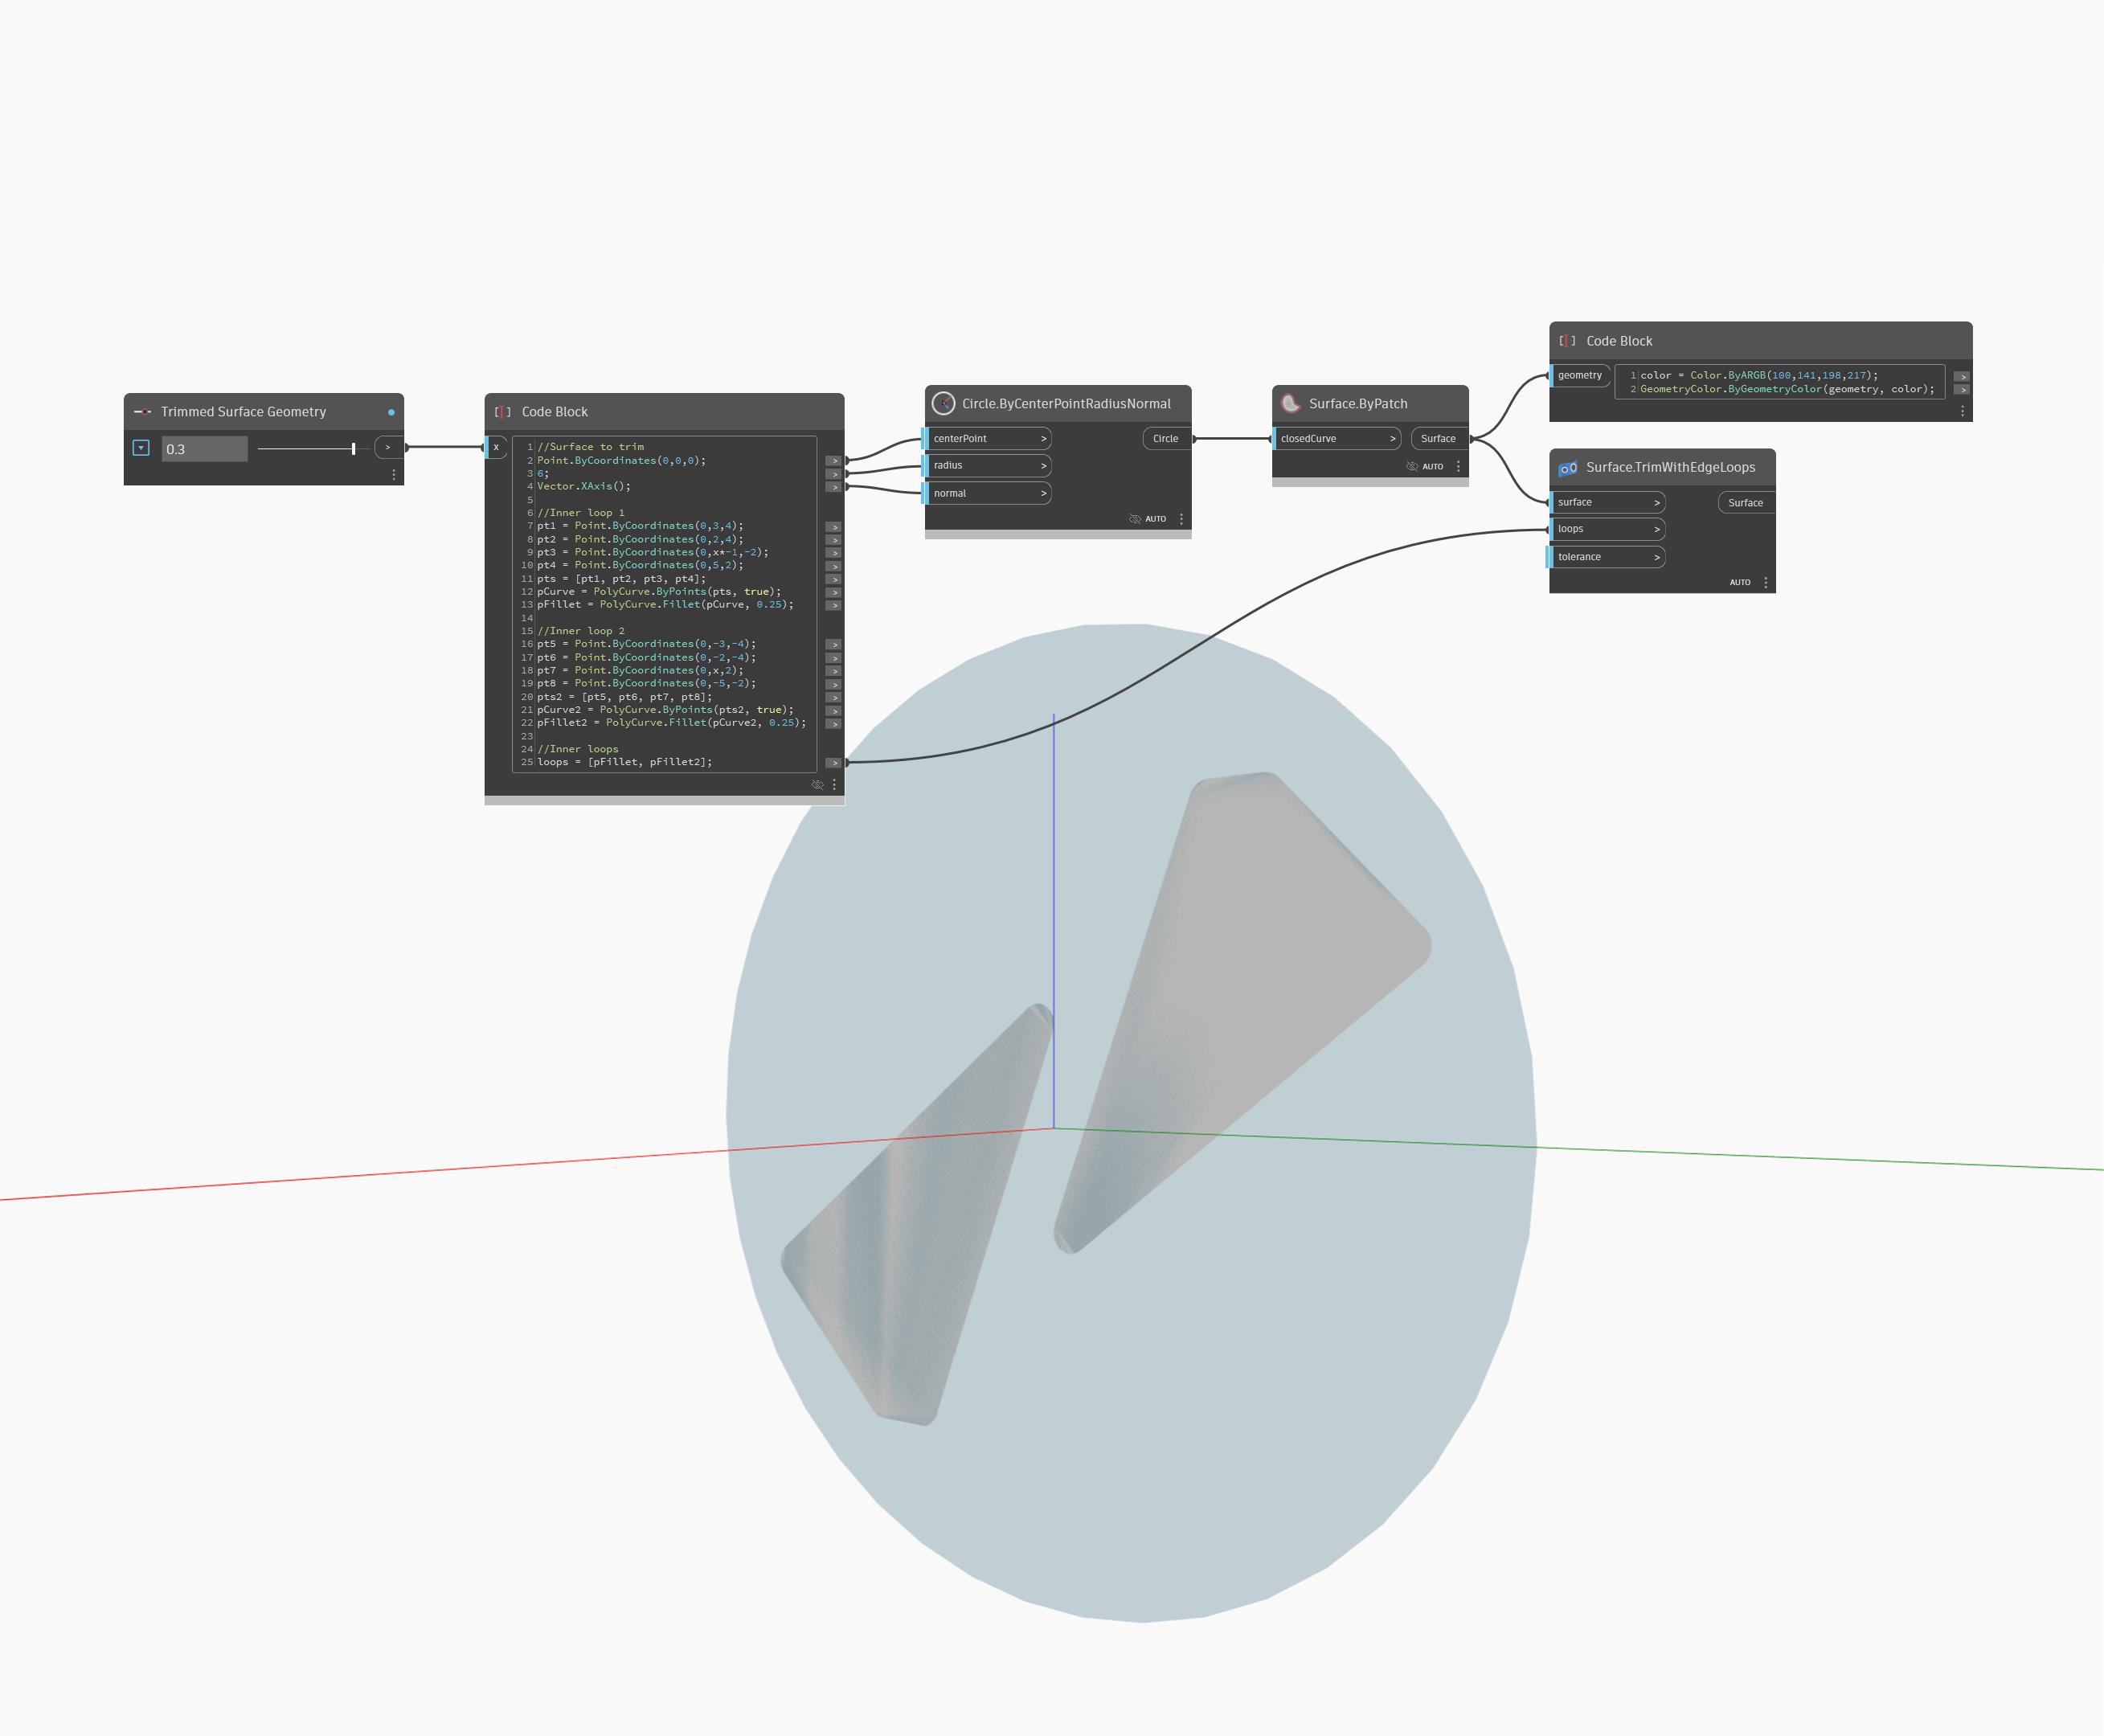 Trimmed Surface Geometry
0.3
>
Code Block
x
1 //Surface to trim
2 Point.ByCoordinates(0,0,0);
3 6;
4 Vector.XAxis();
5
6 //Inner loop 1
7 pt1 = Point.ByCoordinates(0,3,4);
8 pt2 = Point.ByCoordinates(0,2,4);
9 pt3 = Point.ByCoordinates(0,x*-1,-2);
10 pt4 = Point.ByCoordinates(0,5,2);
11 pts = [pt1, pt2, pt3, pt4];
12 pCurve = PolyCurve.ByPoints(pts, true);
13 pFillet = PolyCurve.Fillet(pCurve, 0.25);
14
15 //Inner loop 2
16 pt5 = Point.ByCoordinates(0,-3,-4);
17 pt6 = Point.ByCoordinates(0,-2,-4);
18 pt7 = Point.ByCoordinates(0,x,2);
19 pt8 = Point.ByCoordinates(0,-5,-2);
20 pts2 = [pt5, pt6, pt7, pt8];
21 pCurve2 = PolyCurve.ByPoints(pts2, true);
22 pFillet2 = PolyCurve.Fillet(pCurve2, 0.25);
23
24 //Inner loops
25 loops = [pFillet, pFillet2];
Circle.ByCenterPointRadiusNormal
centerPoint > Circle
radius >
normal >
AUTO
Surface.ByPatch
closedCurve > Surface
AUTO
Code Block
geometry
1 color = Color.ByARGB(100,141,198,217);
2 GeometryColor.ByGeometryColor(geometry, color);
Surface.TrimWithEdgeLoops
surface > Surface
loops >
tolerance >
AUTO